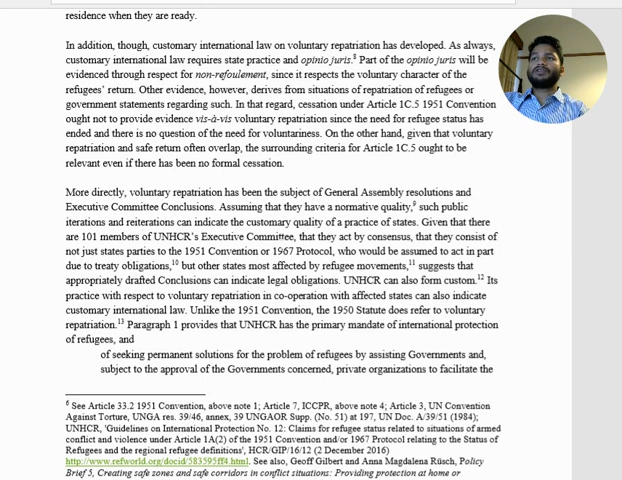 residence when they are ready.
In addition, though, customary international law on voluntary repatriation has developed. As always,
customary international law requires state practice and opinio juris.8 Part of the opinio juris will be
evidenced through respect for non-refoulement, since it respects the voluntary character of the
refugees' return. Other evidence, however, derives from situations of repatriation of refugees or
government statements regarding such. In that regard, cessation under Article 1C.5 1951 Convention
ought not to provide evidence vis-à-vis voluntary repatriation since the need for refugee status has
ended and there is no question of the need for voluntariness. On the other hand, given that voluntary
repatriation and safe return often overlap, the surrounding criteria for Article 1C.5 ought to be
relevant even if there has been no formal cessation.
More directly, voluntary repatriation has been the subject of General Assembly resolutions and
Executive Committee Conclusions. Assuming that they have a normative quality,9 such public
iterations and reiterations can indicate the customary quality of a practice of states. Given that there
are 101 members of UNHCR's Executive Committee, that they act by consensus, that they consist of
not just states parties to the 1951 Convention or 1967 Protocol, who would be assumed to act in part
due to treaty obligations,10 but other states most affected by refugee movements,11 suggests that
appropriately drafted Conclusions can indicate legal obligations. UNHCR can also form custom.12 Its
practice with respect to voluntary repatriation in co-operation with affected states can also indicate
customary international law. Unlike the 1951 Convention, the 1950 Statute does refer to voluntary
repatriation.13 Paragraph 1 provides that UNHCR has the primary mandate of international protection
of refugees, and
of seeking permanent solutions for the problem of refugees by assisting Governments and,
subject to the approval of the Governments concerned, private organizations to facilitate the
6 See Article 33.2 1951 Convention, above note 1; Article 7, ICCPR, above note 4; Article 3, UN Convention
Against Torture, UNGA res. 39/46, annex, 39 UNGAOR Supp. (No. 51) at 197, UN Doc. A/39/51 (1984);
UNHCR, 'Guidelines on International Protection No. 12: Claims for refugee status related to situations of armed
conflict and violence under Article 1A(2) of the 1951 Convention and/or 1967 Protocol relating to the Status of
Refugees and the regional refugee definitions', HCR/GIP/16/12 (2 December 2016)
http://www.refworld.org/docid/583595ff4.html. See also, Geoff Gilbert and Anna Magdalena Rüsch, Policy
Brief 5, Creating safe zones and safe corridors in conflict situations: Providing protection at home or